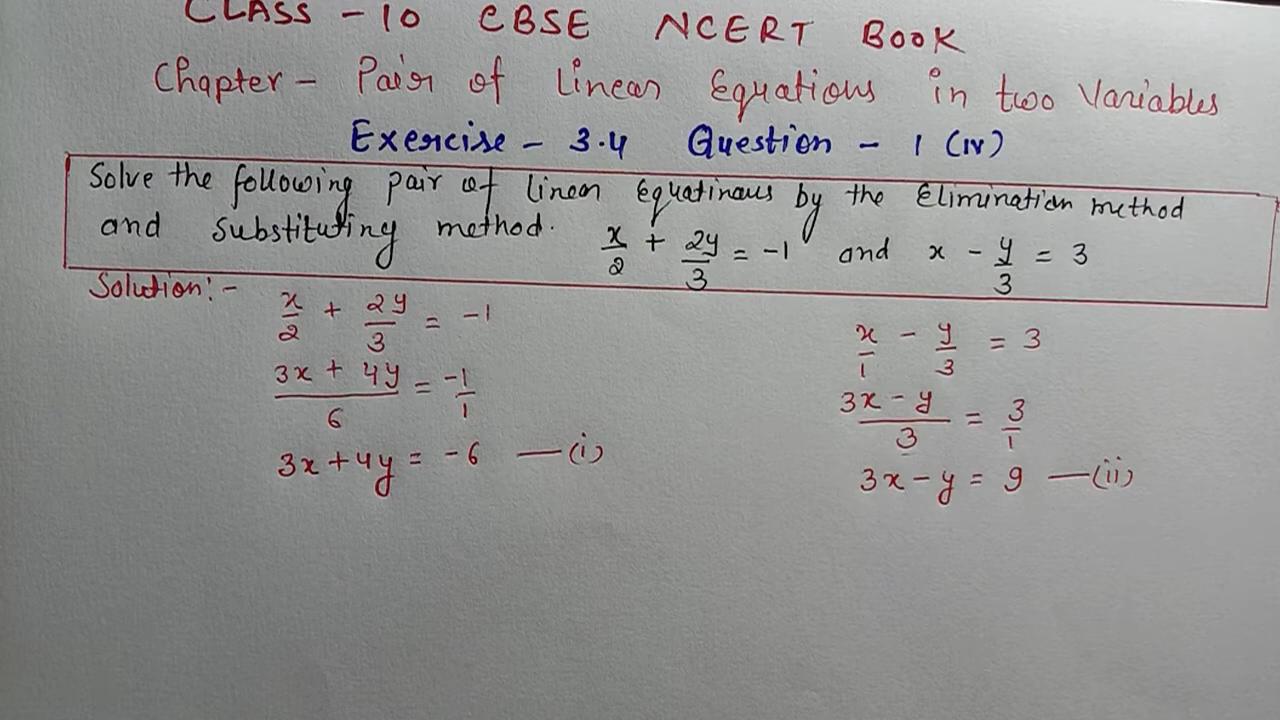 CLASS - 10 CBSE NCERT BOOK
Chapter - Pair of Linear Equations in two Variables
Exercise - 3.4 Question - 1 (iv)
Solve the following pair of linear Equatinous by the Elimination method
and substituting method. x/2 + 2y/3 = -1 and x - y/3 = 3
Solution:-
x/2 + 2y/3 = -1
3x + 4y/6 = -1/1
3x + 4y = -6 —(i)
x/1 - y/3 = 3
3x - y/3 = 3/1
3x - y = 9 —(ii)